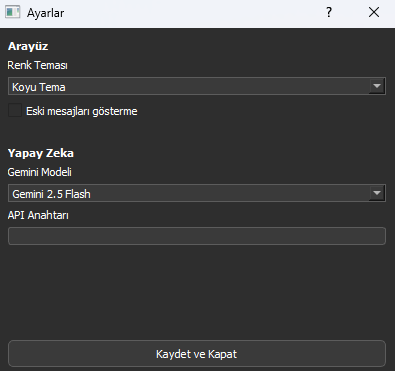 Ayarlar
?
Arayüz
Renk Teması
Koyu Tema
Eski mesajları gösterme
Yapay Zeka
Gemini Modeli
Gemini 2.5 Flash
API Anahtarı
Kaydet ve Kapat